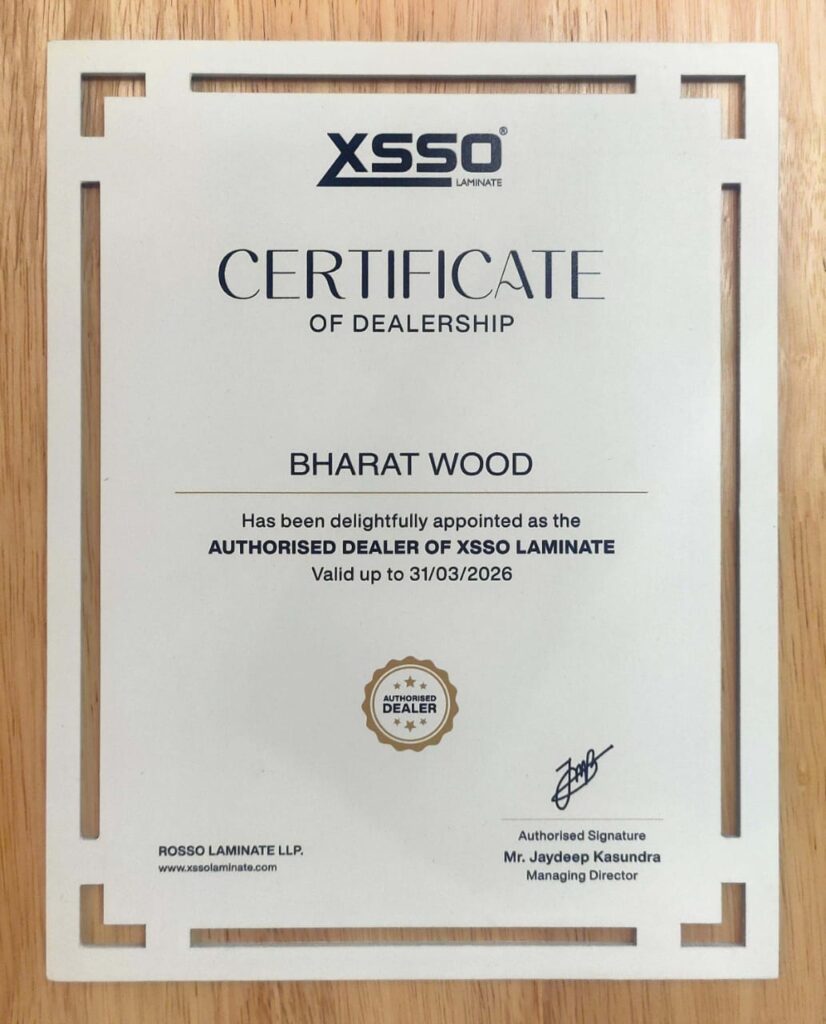 XSSO®
LAMINATE
CERTIFICATE
OF DEALERSHIP
BHARAT WOOD
Has been delightfully appointed as the
AUTHORISED DEALER OF XSSO LAMINATE
Valid up to 31/03/2026
AUTHORISED
DEALER
ROSSO LAMINATE LLP.
www.xssolaminate.com
Authorised Signature
Mr. Jaydeep Kasundra
Managing Director